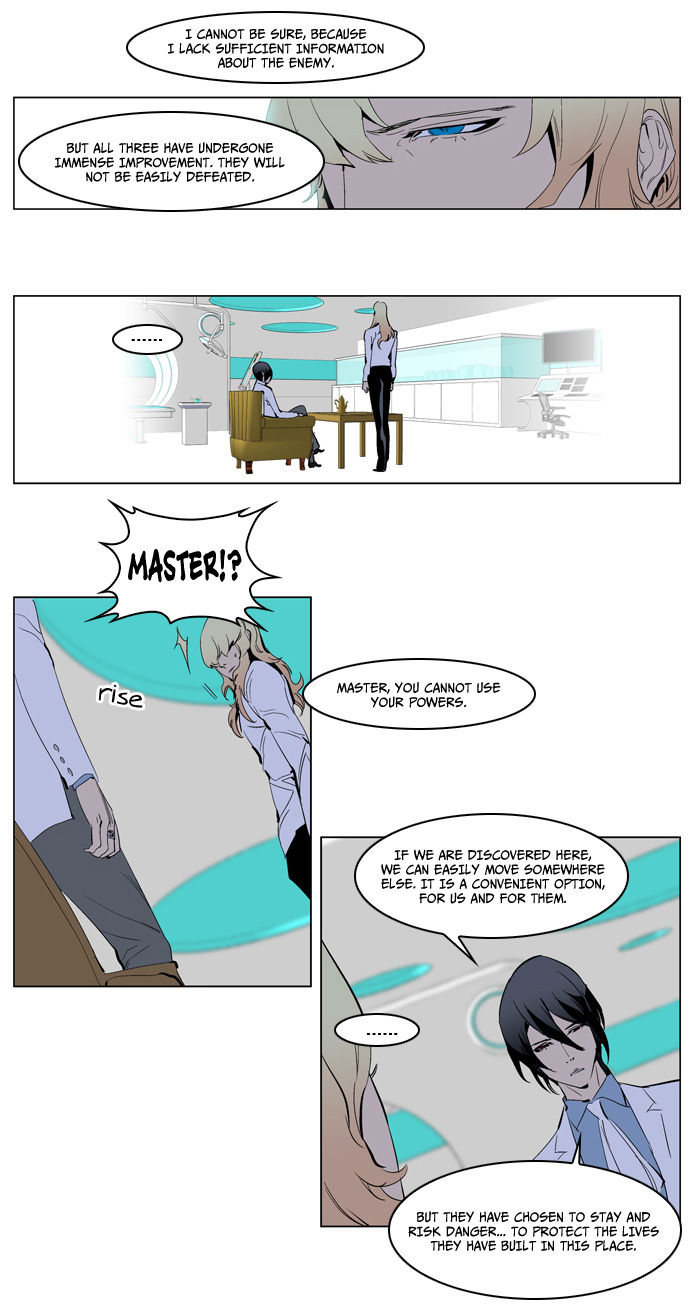 I CANNOT BE SURE, BECAUSE
I LACK SUFFICIENT INFORMATION
ABOUT THE ENEMY.
BUT ALL THREE HAVE UNDERGONE
IMMENSE IMPROVEMENT. THEY WILL
NOT BE EASILY DEFEATED.
......
MASTER!?
rise
MASTER, YOU CANNOT USE
YOUR POWERS.
IF WE ARE DISCOVERED HERE,
WE CAN EASILY MOVE SOMEWHERE
ELSE. IT IS A CONVENIENT OPTION,
FOR US AND FOR THEM.
......
BUT THEY HAVE CHOSEN TO STAY AND
RISK DANGER... TO PROTECT THE LIVES
THEY HAVE BUILT IN THIS PLACE.